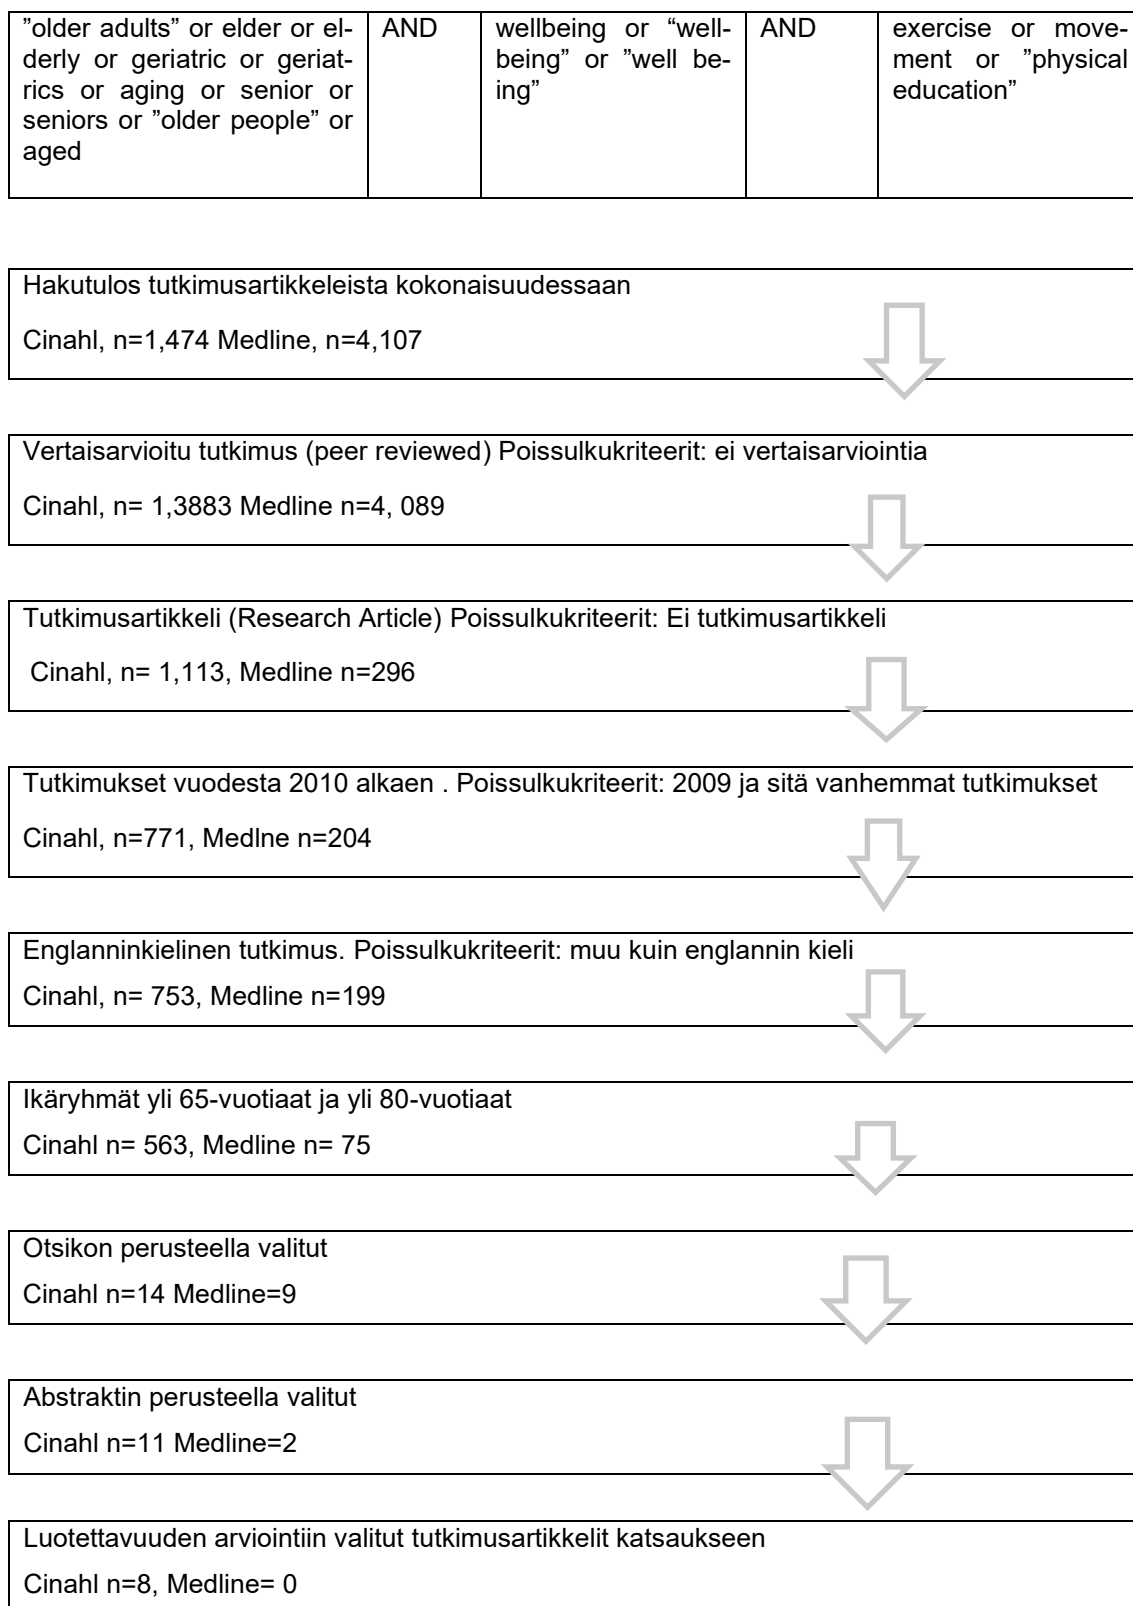 ”older adults” or elder or el-
derly or geriatric or geriat-
rics or aging or senior or
seniors or ”older people” or
aged
AND
wellbeing or “well-
being” or ”well be-
ing”
AND
exercise or move-
ment or ”physical
education”
Hakutulos tutkimusartikkeleista kokonaisuudessaan
Cinahl, n=1,474 Medline, n=4,107
Vertaisarvioitu tutkimus (peer reviewed) Poissulkukriteerit: ei vertaisarviointia
Cinahl, n= 1,3883 Medline n=4, 089
Tutkimusartikkeli (Research Article) Poissulkukriteerit: Ei tutkimusartikkeli
Cinahl, n= 1,113, Medline n=296
Tutkimukset vuodesta 2010 alkaen . Poissulkukriteerit: 2009 ja sitä vanhemmat tutkimukset
Cinahl, n=771, Medlne n=204
Englanninkielinen tutkimus. Poissulkukriteerit: muu kuin englannin kieli
Cinahl, n= 753, Medline n=199
Ikäryhmät yli 65-vuotiaat ja yli 80-vuotiaat
Cinahl n= 563, Medline n= 75
Otsikon perusteella valitut
Cinahl n=14 Medline=9
Abstraktin perusteella valitut
Cinahl n=11 Medline=2
Luotettavuuden arviointiin valitut tutkimusartikkelit katsaukseen
Cinahl n=8, Medline= 0